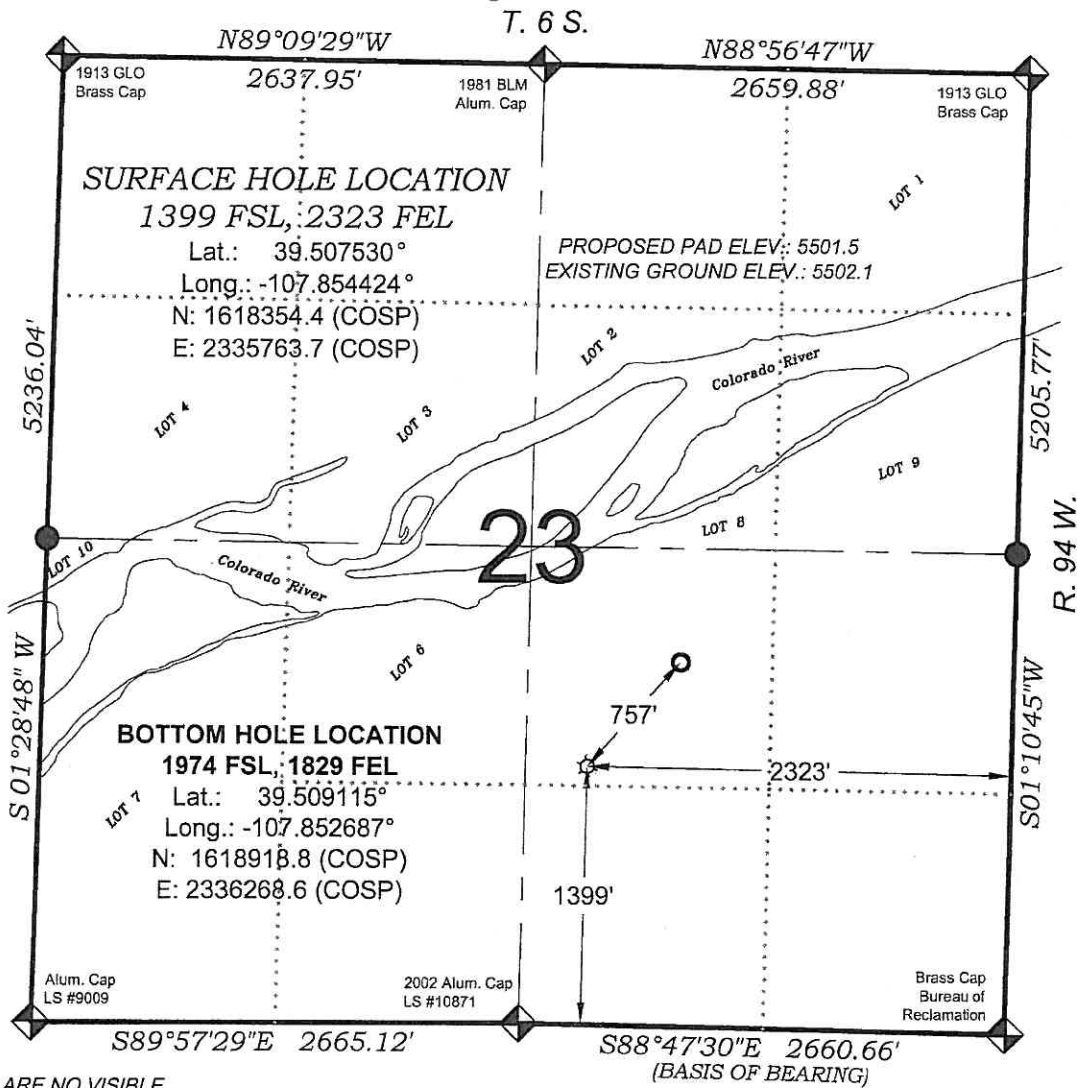 T. 6 S.
N89°09'29"W
N88°56'47"W
1913 GLO
Brass Cap
2637.95'
1981 BLM
Alum. Cap
2659.88'
1913 GLO
Brass Cap
SURFACE HOLE LOCATION
1399 FSL, 2323 FEL
Lat.: 39.507530°
Long.: -107.854424°
N: 1618354.4 (COSP)
E: 2335763.7 (COSP)
LOT 1
PROPOSED PAD ELEV.: 5501.5
EXISTING GROUND ELEV.: 5502.1
5236.04'
5205.77'
LOT 2
Colorado River
LOT 4
LOT 3
LOT 9
LOT 8
23
LOT 10
Colorado River
R. 94 W.
LOT 6
S 01°28'48" W
S01°10'45"W
757'
BOTTOM HOLE LOCATION
1974 FSL, 1829 FEL
Lat.: 39.509115°
Long.: -107.852687°
N: 1618918.8 (COSP)
E: 2336268.6 (COSP)
LOT 7
2323'
1399'
Alum. Cap
LS #9009
2002 Alum. Cap
LS #10871
Brass Cap
Bureau of
Reclamation
S89°57'29"E 2665.12'
S88°47'30"E 2660.66'
(BASIS OF BEARING)
ARE NO VISIBLE